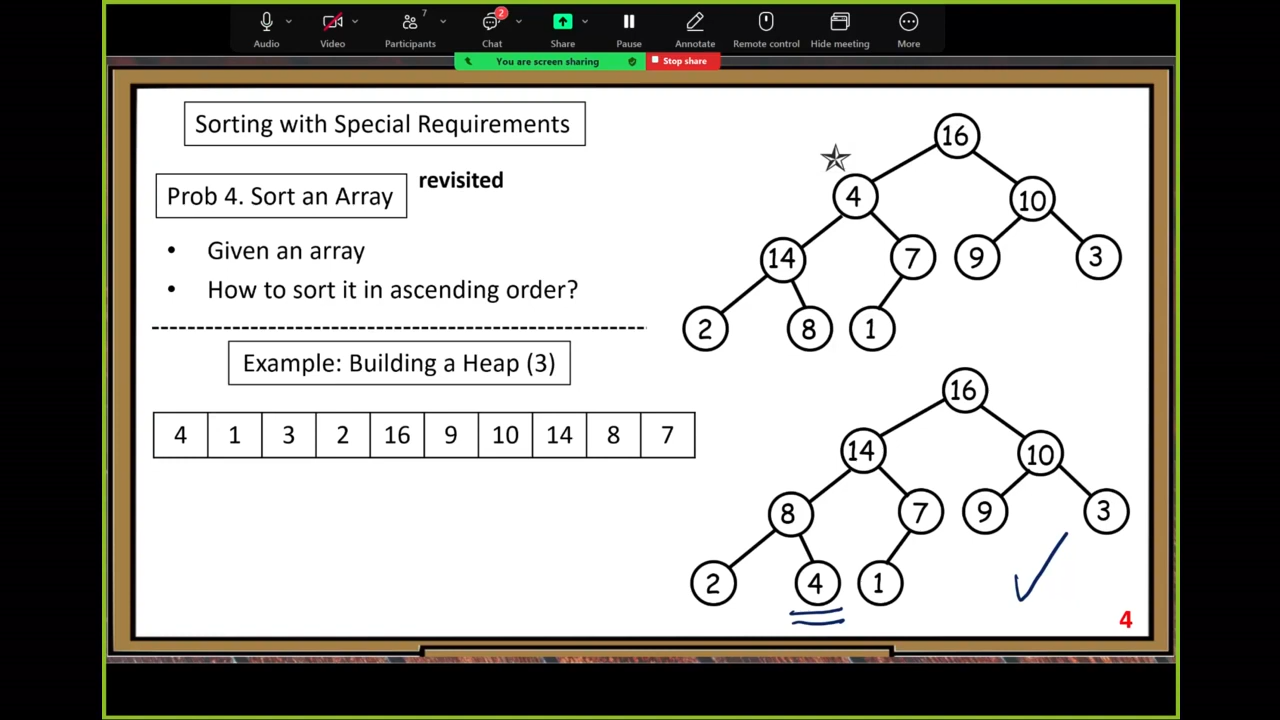 7
2
Audio Video Participants Chat Share Pause Annotate Remote control Hide meeting More
You are screen sharing Stop share
Sorting with Special Requirements
Prob 4. Sort an Array revisited
• Given an array
• How to sort it in ascending order?
Example: Building a Heap (3)
4 1 3 2 16 9 10 14 8 7
16
4 10
14 7 9 3
2 8 1
16
14 10
8 7 9 3
2 4 1
4